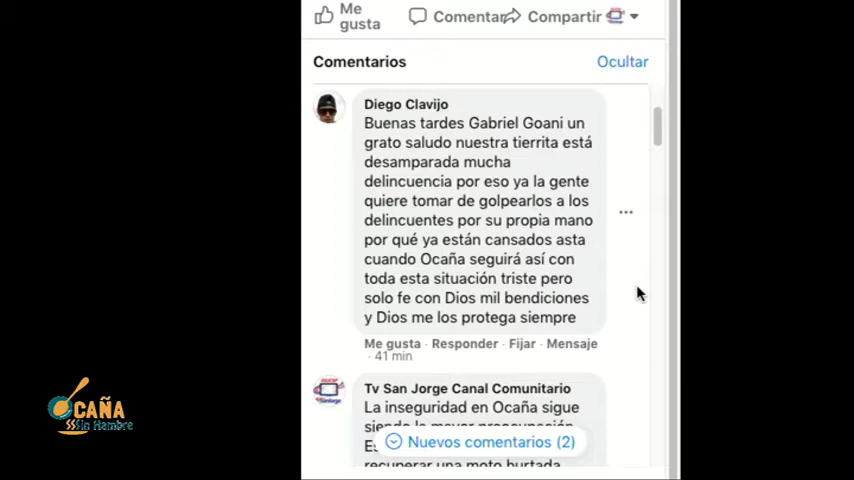 Me gusta
Comentar
Compartir
Comentarios
Ocultar
Diego Clavijo
Buenas tardes Gabriel Goani un
grato saludo nuestra tierrita está
desamparada mucha
delincuencia por eso ya la gente
quiere tomar de golpearlos a los
delincuentes por su propia mano
por qué ya están cansados asta
cuando Ocaña seguirá así con
toda esta situación triste pero
solo fe con Dios mil bendiciones
y Dios me los protega siempre
Me gusta · Responder · Fijar · Mensaje
· 41 min
Tv San Jorge Canal Comunitario
La inseguridad en Ocaña sigue
siendo la mayor preocupación
Nuevos comentarios (2)
recuperar una moto hurtada
OCAÑA
Sin Hambre